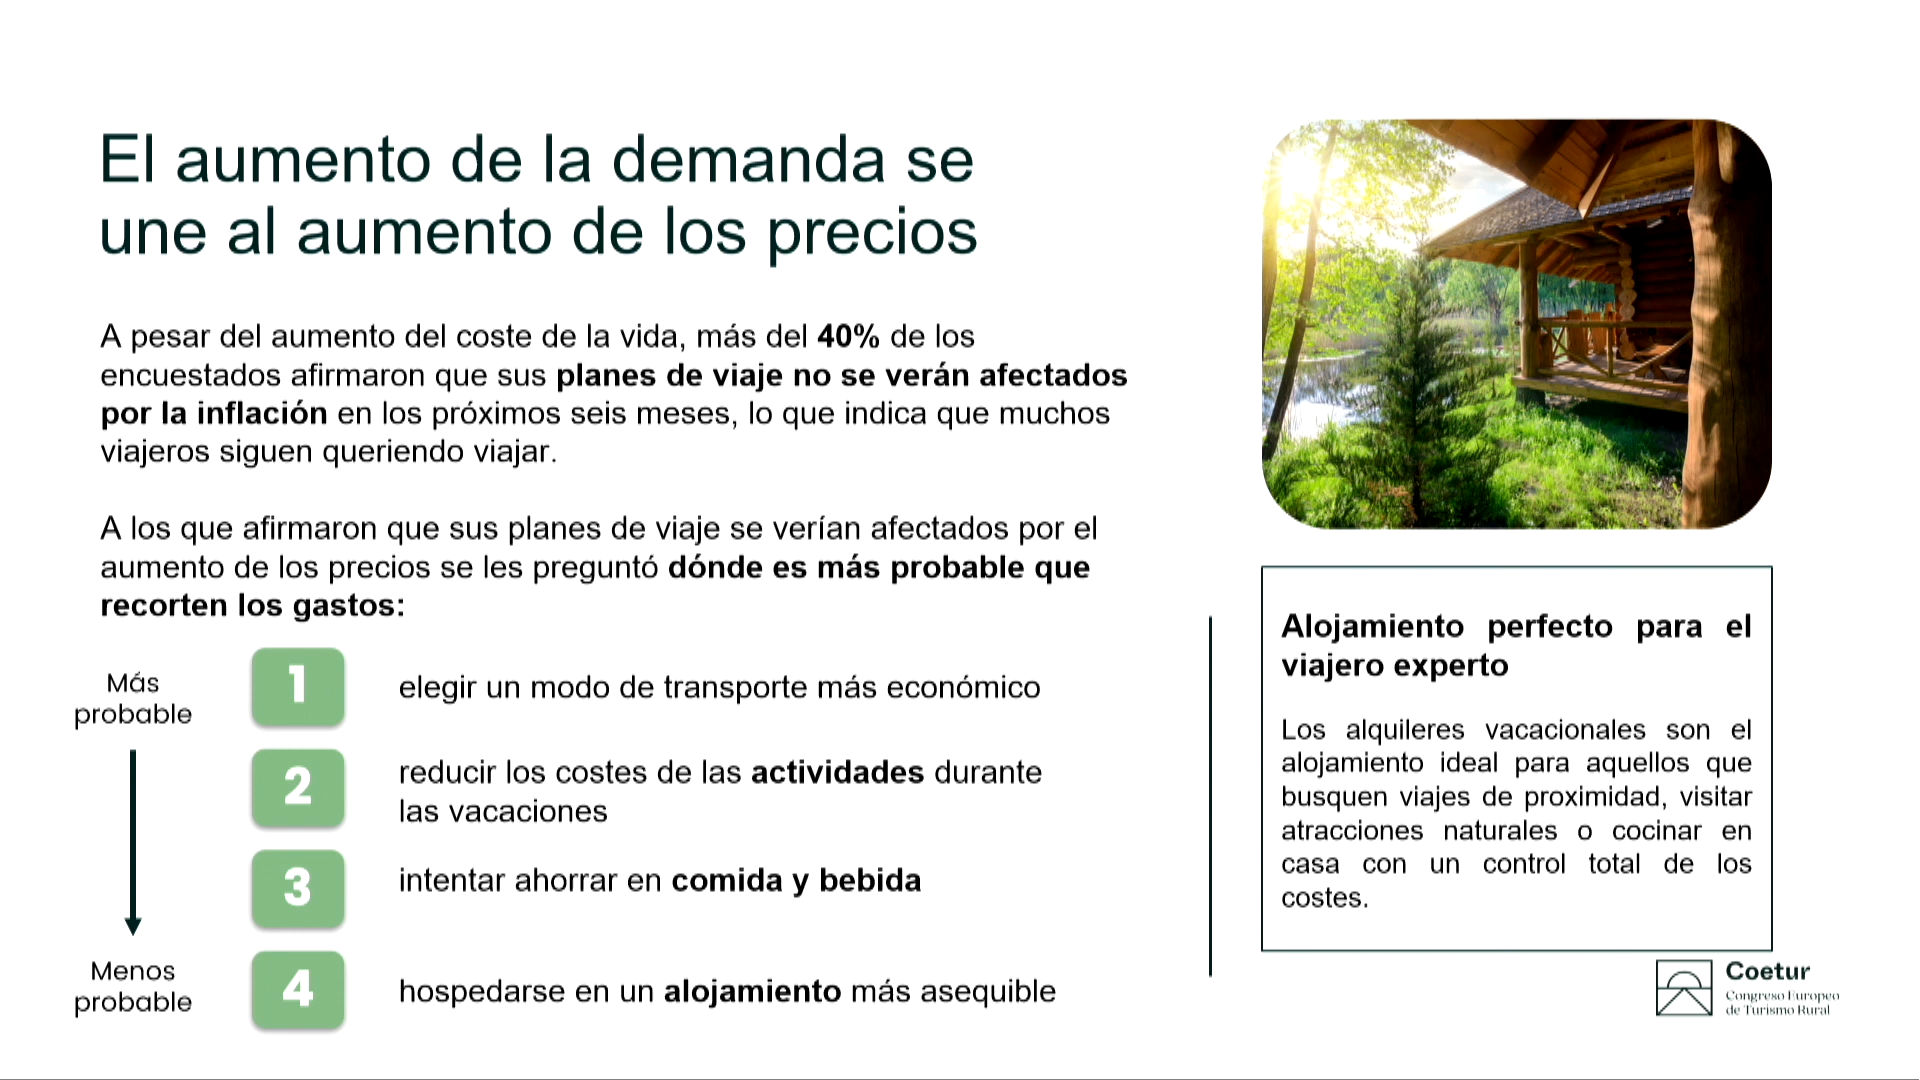 El aumento de la demanda se
une al aumento de los precios
A pesar del aumento del coste de la vida, más del 40% de los
encuestados afirmaron que sus planes de viaje no se verán afectados
por la inflación en los próximos seis meses, lo que indica que muchos
viajeros siguen queriendo viajar.
A los que afirmaron que sus planes de viaje se verían afectados por el
aumento de los precios se les preguntó dónde es más probable que
recorten los gastos:
Más
probable
1
elegir un modo de transporte más económico
2
reducir los costes de las actividades durante
las vacaciones
3
intentar ahorrar en comida y bebida
Menos
probable
4
hospedarse en un alojamiento más asequible
Alojamiento perfecto para el
viajero experto
Los alquileres vacacionales son el
alojamiento ideal para aquellos que
busquen viajes de proximidad, visitar
atracciones naturales o cocinar en
casa con un control total de los
costes.
Coetur
Congreso Europeo
de Turismo Rural